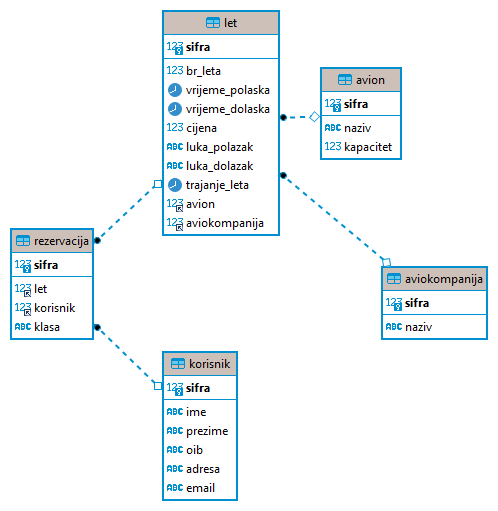 let
123 sifra
123 br_leta
vrijeme_polaska
vrijeme_dolaska
123 cijena
ABC luka_polazak
ABC luka_dolazak
trajanje_leta
123 avion
123 aviokompanija
avion
123 sifra
ABC naziv
123 kapacitet
rezervacija
123 sifra
123 let
123 korisnik
ABC klasa
aviokompanija
123 sifra
ABC naziv
korisnik
123 sifra
ABC ime
ABC prezime
ABC oib
ABC adresa
ABC email